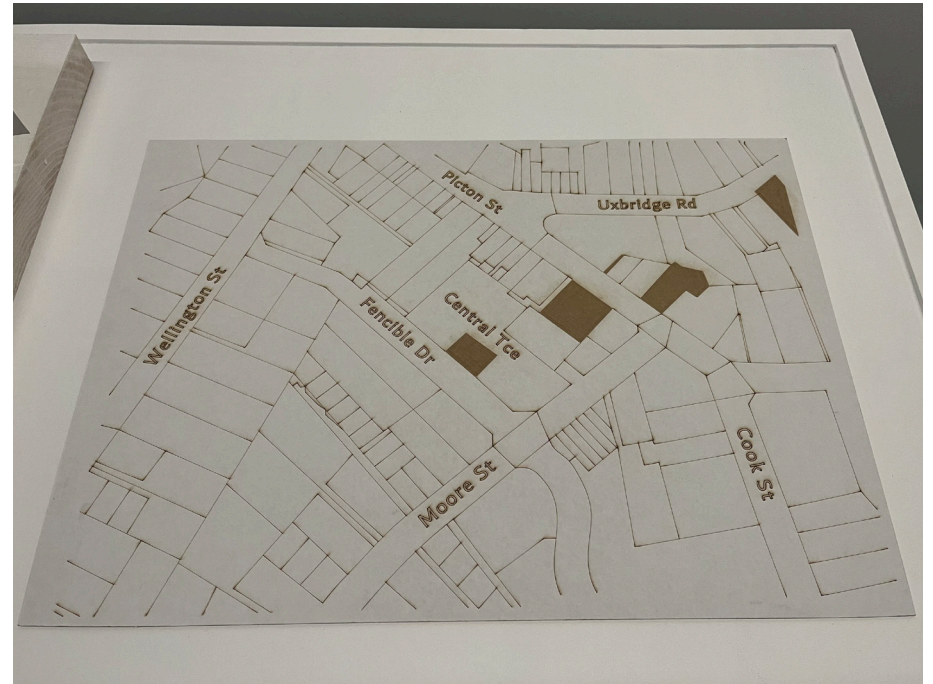 Picton St
Uxbridge Rd
Wellington St
Fencible Dr
Central Tce
Moore St
Cook St